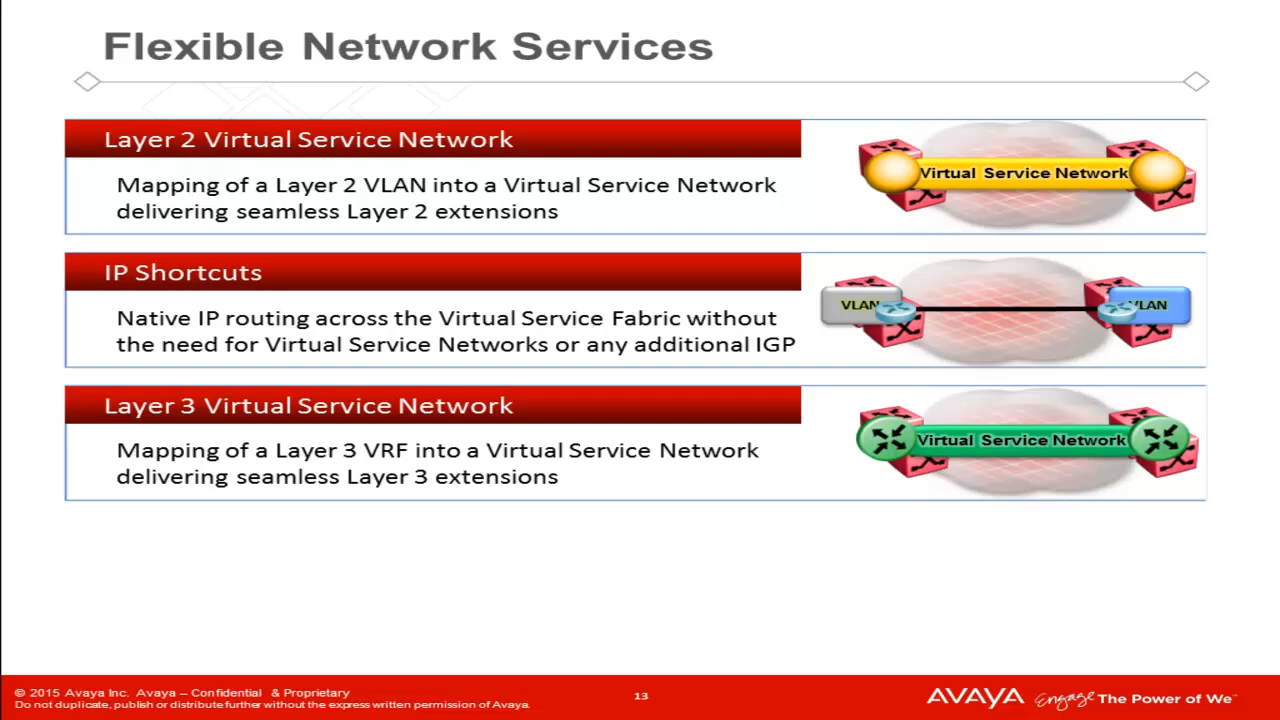 Flexible Network Services
Layer 2 Virtual Service Network
Mapping of a Layer 2 VLAN into a Virtual Service Network
delivering seamless Layer 2 extensions
Virtual Service Network
IP Shortcuts
Native IP routing across the Virtual Service Fabric without
the need for Virtual Service Networks or any additional IGP
VLAN
VLAN
Layer 3 Virtual Service Network
Mapping of a Layer 3 VRF into a Virtual Service Network
delivering seamless Layer 3 extensions
Virtual Service Network
© 2015 Avaya Inc. Avaya – Confidential & Proprietary
Do not duplicate, publish or distribute further without the express written permission of Avaya.
13
AVAYA Engage The Power of We™